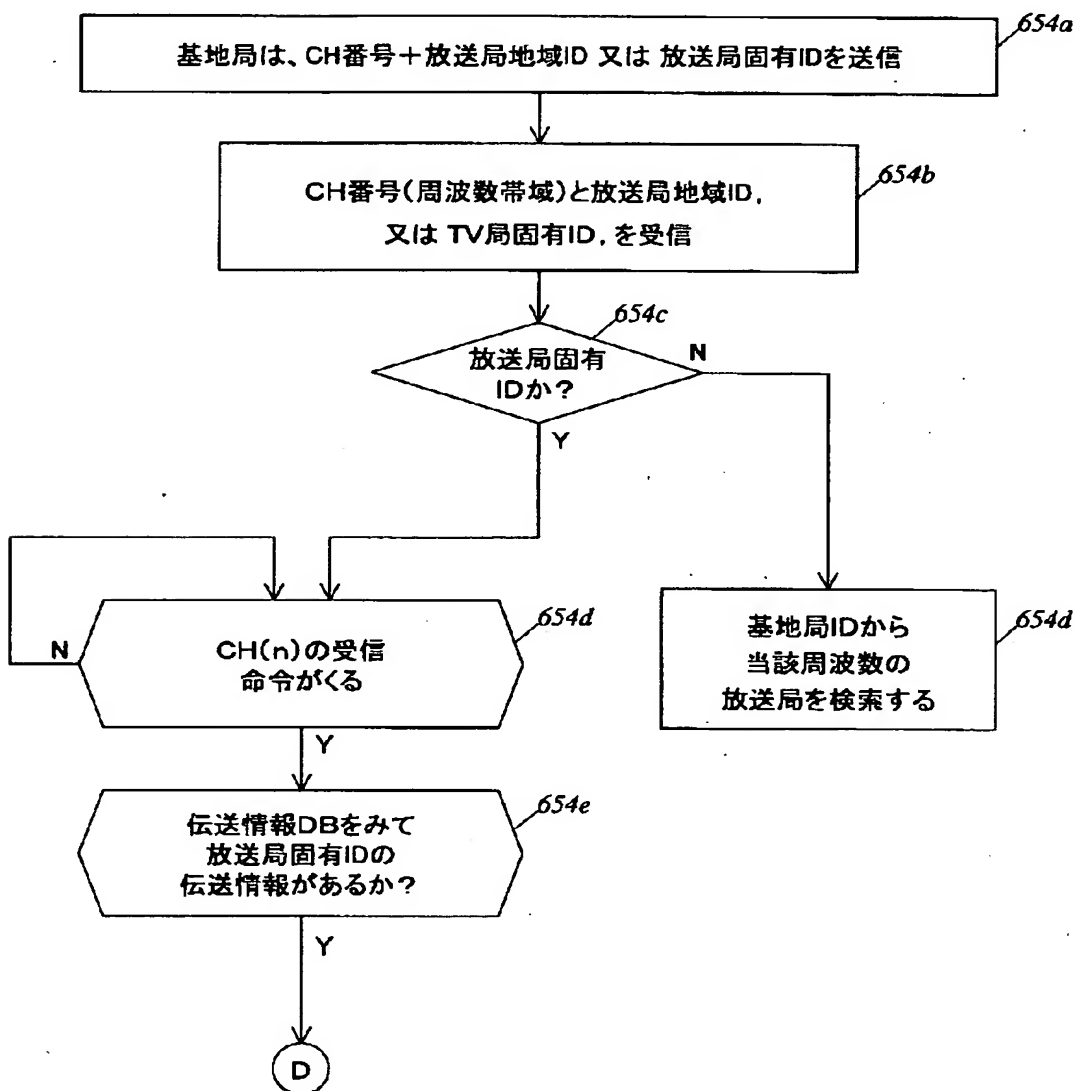 654a
基地局は、CH番号＋放送局地域ID 又は 放送局固有IDを送信
654b
CH番号(周波数帯域)と放送局地域ID,
又は TV局固有ID, を受信
654c
放送局固有
IDか？
N
Y
654d
CH(n)の受信
命令がくる
N
Y
654d
基地局IDから
当該周波数の
放送局を検索する
654e
伝送情報DBをみて
放送局固有IDの
伝送情報があるか？
Y
D